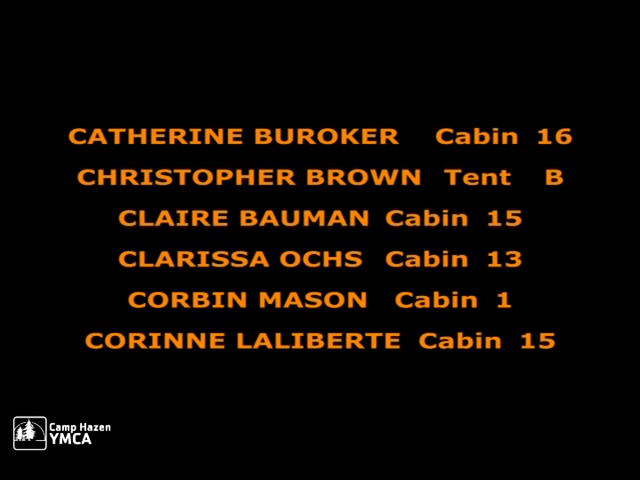 CATHERINE BUROKER Cabin 16
CHRISTOPHER BROWN Tent B
CLAIRE BAUMAN Cabin 15
CLARISSA OCHS Cabin 13
CORBIN MASON Cabin 1
CORINNE LALIBERTE Cabin 15
Camp Hazen
YMCA